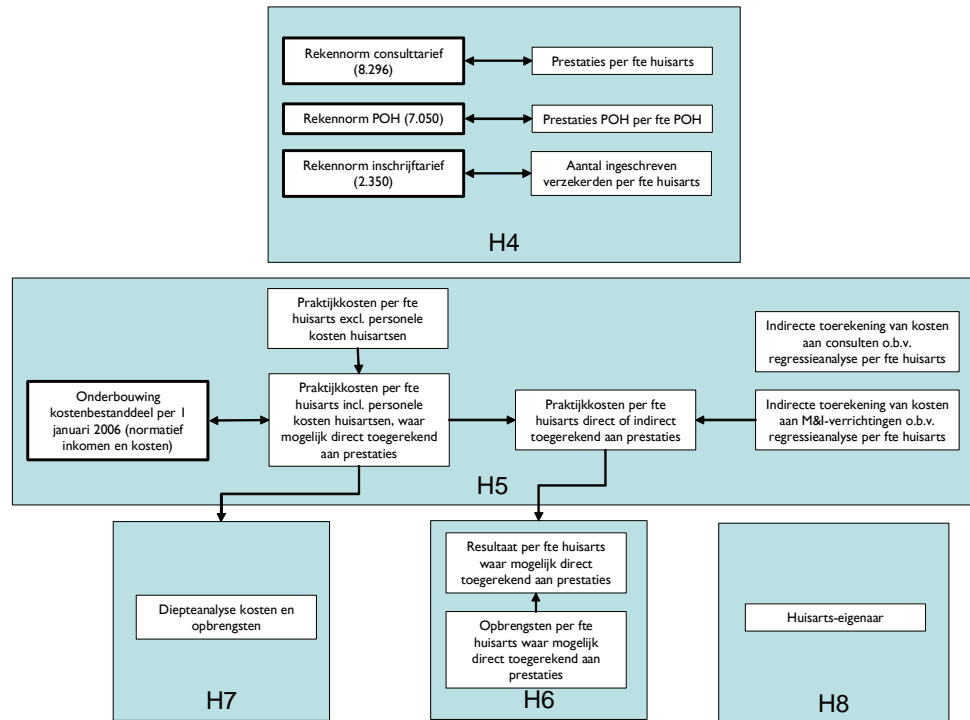 Rekennorm consulttarief
(8.296)
Prestaties per fte huisarts
Rekennorm POH (7.050)
Prestaties POH per fte POH
Rekennorm inschrijftarief
(2.350)
Aantal ingeschreven
verzekerden per fte huisarts
H4
Praktijkkosten per fte
huisarts excl. personele
kosten huisartsen
Indirecte toerekening van kosten
aan consulten o.b.v.
regressieanalyse per fte huisarts
Onderbouwing
kostenbestanddeel per 1
januari 2006 (normatief
inkomen en kosten)
Praktijkkosten per fte
huisarts incl. personele
kosten huisartsen, waar
mogelijk direct toegerekend
aan prestaties
Praktijkkosten per fte
huisarts direct of indirect
toegerekend aan prestaties
Indirecte toerekening van kosten
aan M&I-verrichtingen o.b.v.
regressieanalyse per fte huisarts
H5
Diepteanalyse kosten en
opbrengsten
H7
Resultaat per fte huisarts
waar mogelijk direct
toegerekend aan prestaties
Opbrengsten per fte
huisarts waar mogelijk
direct toegerekend aan
prestaties
H6
Huisarts-eigenaar
H8